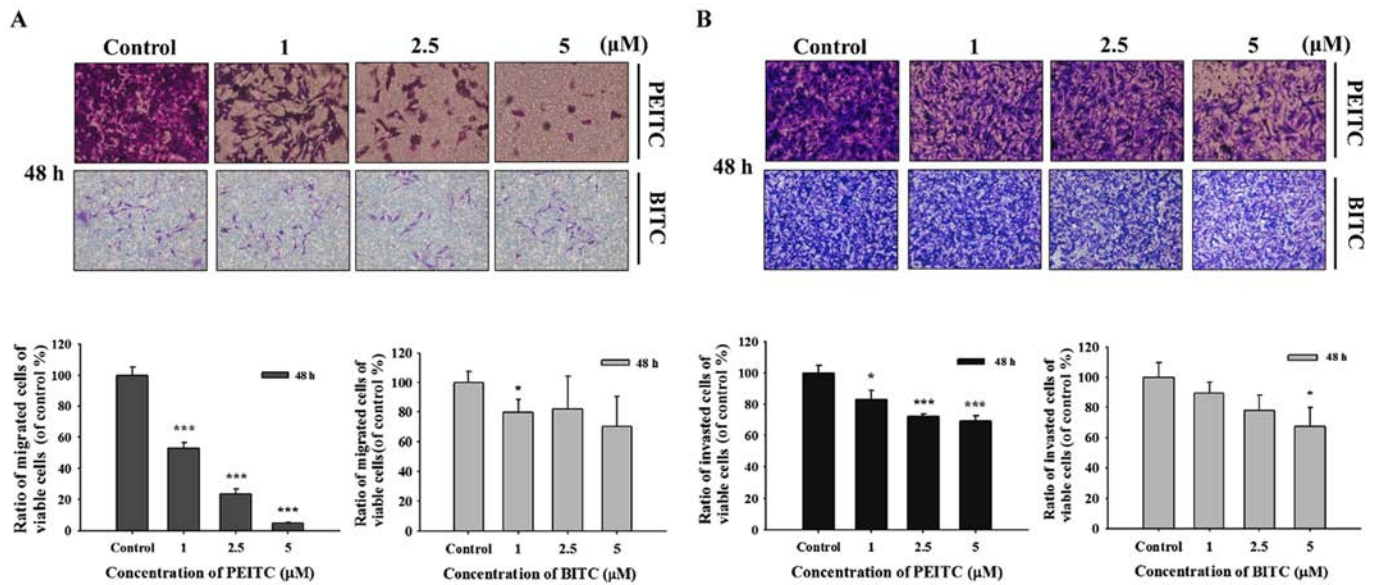 A
Control 1 2.5 5 (μM)
48 h
PEITC
BITC
B
Control 1 2.5 5 (μM)
48 h
PEITC
BITC
Ratio of migrated cells of
viable cells (of control %)
120
100
80
60
40
20
0
48 h
***
***
***
Control 1 2.5 5
Concentration of PEITC (μM)
Ratio of migrated cells of
viable cells (of control %)
120
100
80
60
40
20
0
48 h
*
Control 1 2.5 5
Concentration of BITC (μM)
Ratio of invasted cells of
viable cells (of control %)
120
100
80
60
40
20
0
48 h
*
***
***
Control 1 2.5 5
Concentration of PEITC (μM)
Ratio of invasted cells of
viable cells (of control %)
120
100
80
60
40
20
0
48 h
*
Control 1 2.5 5
Concentration of BITC (μM)